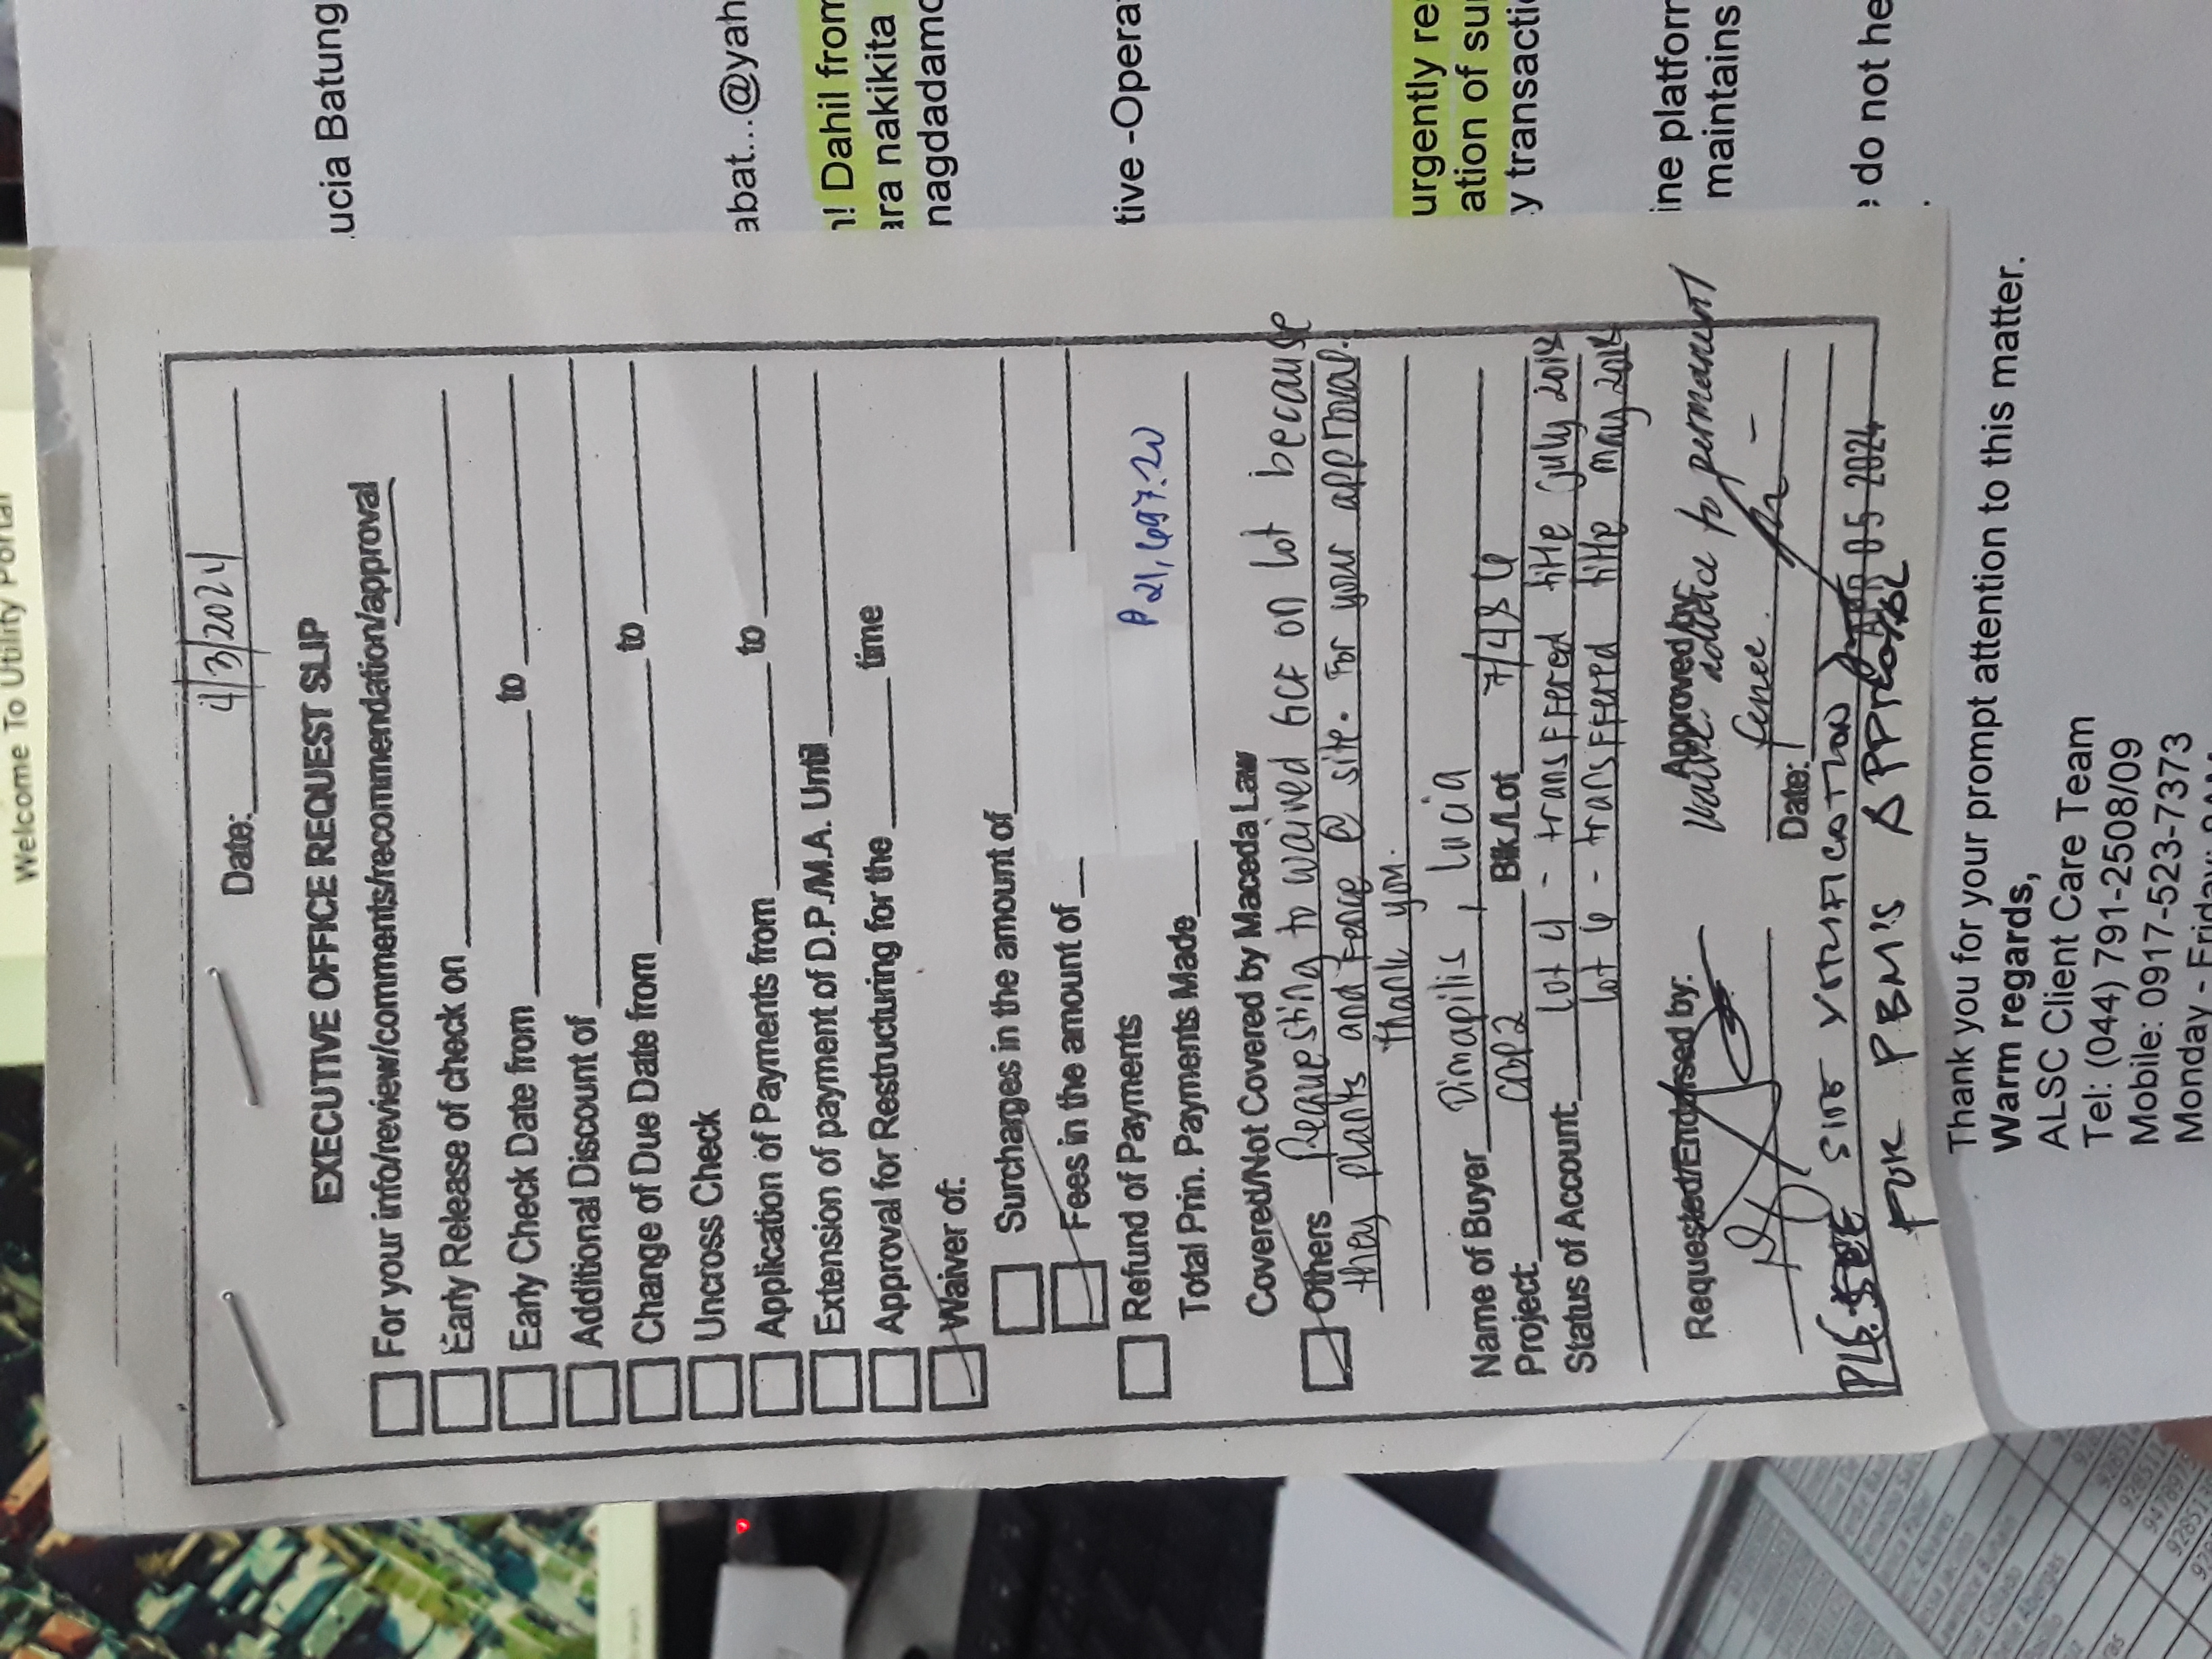 Welcome To Utility Portal
Date: 4/3/2024
EXECUTIVE OFFICE REQUEST SLIP
For your info/review/comments/recommendation/approval
Early Release of check on
Early Check Date from to
Additional Discount of
Change of Due Date from to
Uncross Check
Application of Payments from to
Extension of payment of D.P./M.A. Until
Approval for Restructuring for the time
Waiver of:
Surcharges in the amount of
Fees in the amount of
Refund of Payments
₱21,697.20
Total Prin. Payments Made
Covered/Not Covered by Maceda Law
Others Requesting to waived GCF on lot because
they plants and Fence @ site. For your approval.
thank you.
Name of Buyer Dimapilis, Lucia
Project: CDP2 Blk./Lot 7/4& 6
Status of Account: lot 4 - transFFered title July 2018
lot 6 - transFFered title may 2018
Requested/Endorsed by: Approved by:
to permanent
fence.
Date:
PLS. SEE SITE VERIFICATION
APR 05 2024
FOR PBM'S APPROVAL
ucia Batung
abat...@yah
! Dahil from
ara nakikita
nagdadamo
tive -Opera
urgently re
ation of su
y transacti
ine platform
maintains
do not he
Thank you for your prompt attention to this matter.
Warm regards,
ALSC Client Care Team
Tel: (044) 791-2508/09
Mobile: 0917-523-7373
Monday - Friday: 8AM